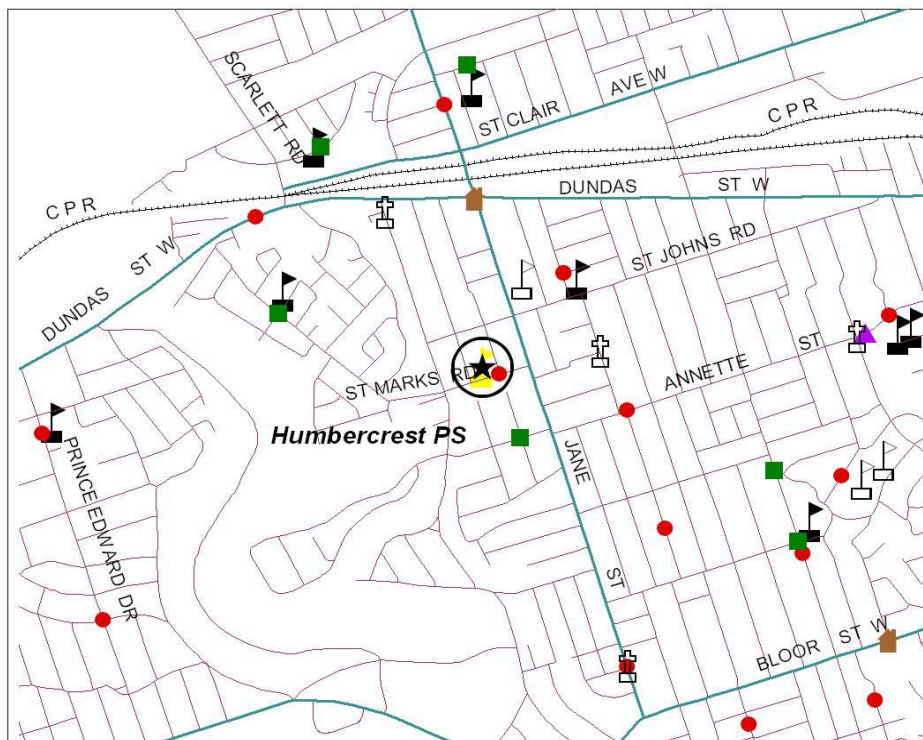 SCARLETT RD
ST CLAIR AVE W
CPR
CPR
DUNDAS ST W
DUNDAS ST W
ST JOHNS RD
ANNETTE ST
ST MARKS RD
Humbercrest PS
JANE ST
PRINCE EDWARD DR
BLOOR ST W